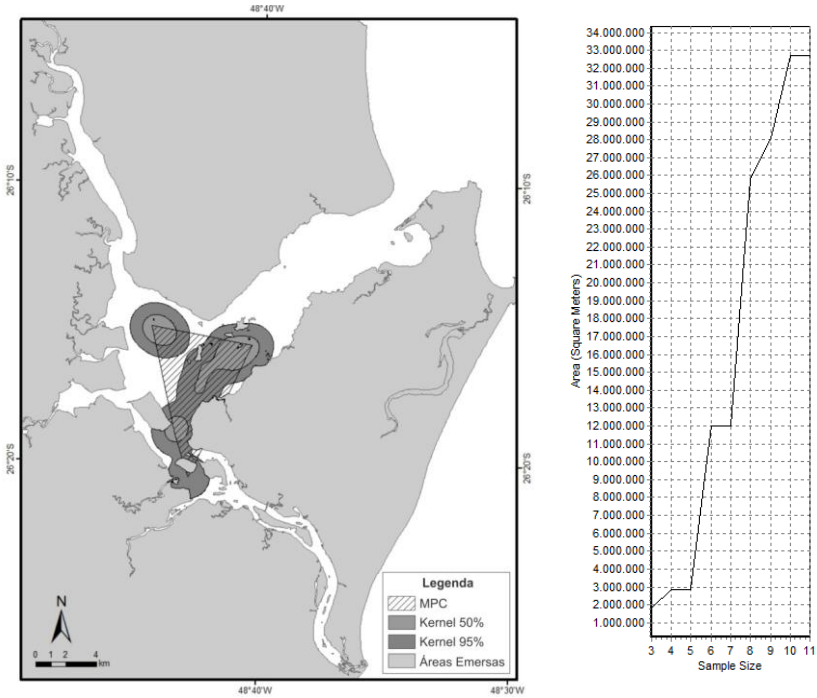 48°40'W
26°10'S
26°10'S
26°20'S
26°20'S
Legenda
MPC
Kernel 50%
Kernel 95%
Áreas Emersas
N
0 1 2 4
km
48°40'W
48°30'W
34.000.000
33.000.000
32.000.000
31.000.000
30.000.000
29.000.000
28.000.000
27.000.000
26.000.000
25.000.000
24.000.000
23.000.000
22.000.000
21.000.000
20.000.000
19.000.000
18.000.000
17.000.000
16.000.000
15.000.000
14.000.000
13.000.000
12.000.000
11.000.000
10.000.000
9.000.000
8.000.000
7.000.000
6.000.000
5.000.000
4.000.000
3.000.000
2.000.000
1.000.000
Area (Square Meters)
3 4 5 6 7 8 9 10 11
Sample Size